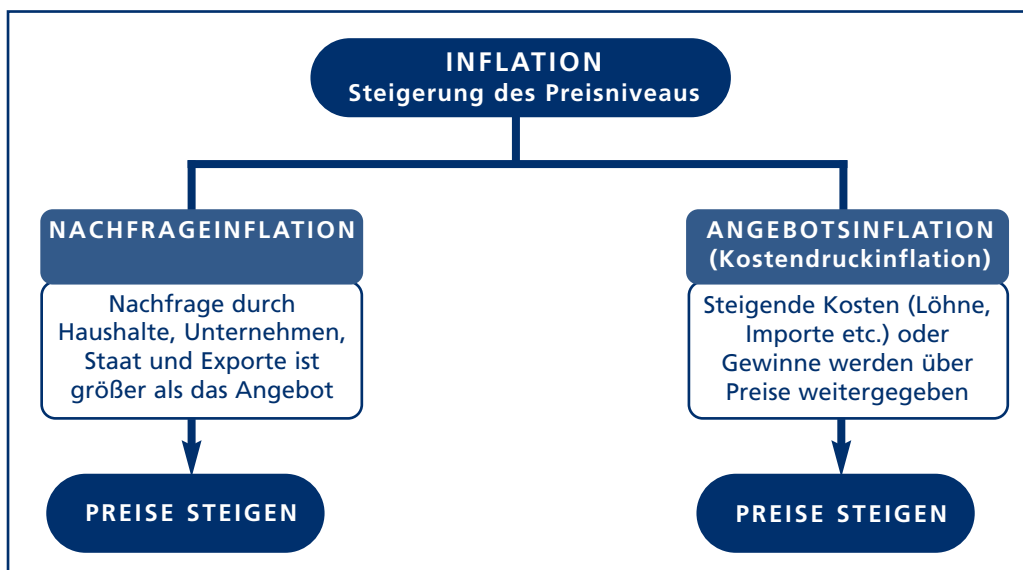 INFLATION
Steigerung des Preisniveaus
NACHFRAGEINFLATION
Nachfrage durch
Haushalte, Unternehmen,
Staat und Exporte ist
größer als das Angebot
PREISE STEIGEN
ANGEBOTSINFLATION
(Kostendruckinflation)
Steigende Kosten (Löhne,
Importe etc.) oder
Gewinne werden über
Preise weitergegeben
PREISE STEIGEN